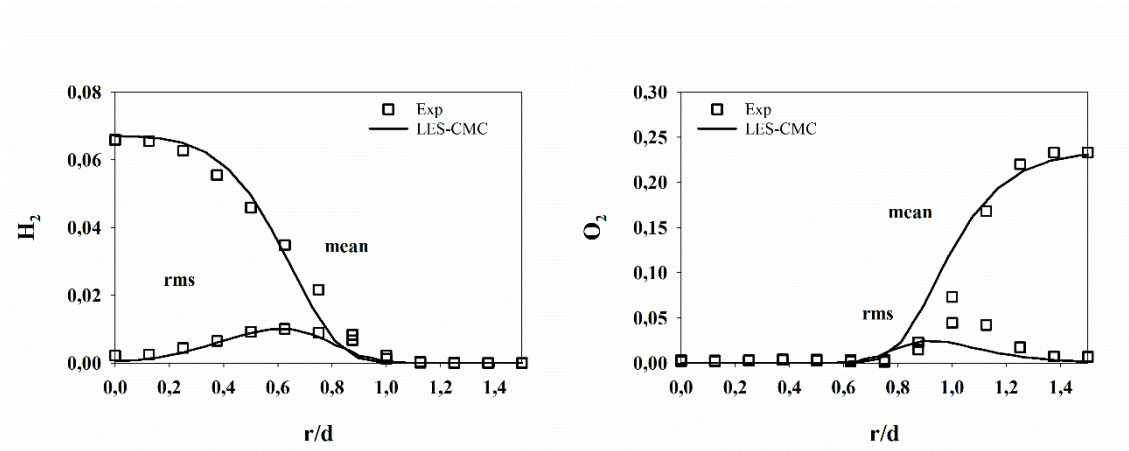 0,08
0,06
0,04
0,02
0,00
H2
Exp
LES-CMC
mean
rms
0,0 0,2 0,4 0,6 0,8 1,0 1,2 1,4
r/d
0,30
0,25
0,20
0,15
0,10
0,05
0,00
O2
Exp
LES-CMC
mean
rms
0,0 0,2 0,4 0,6 0,8 1,0 1,2 1,4
r/d